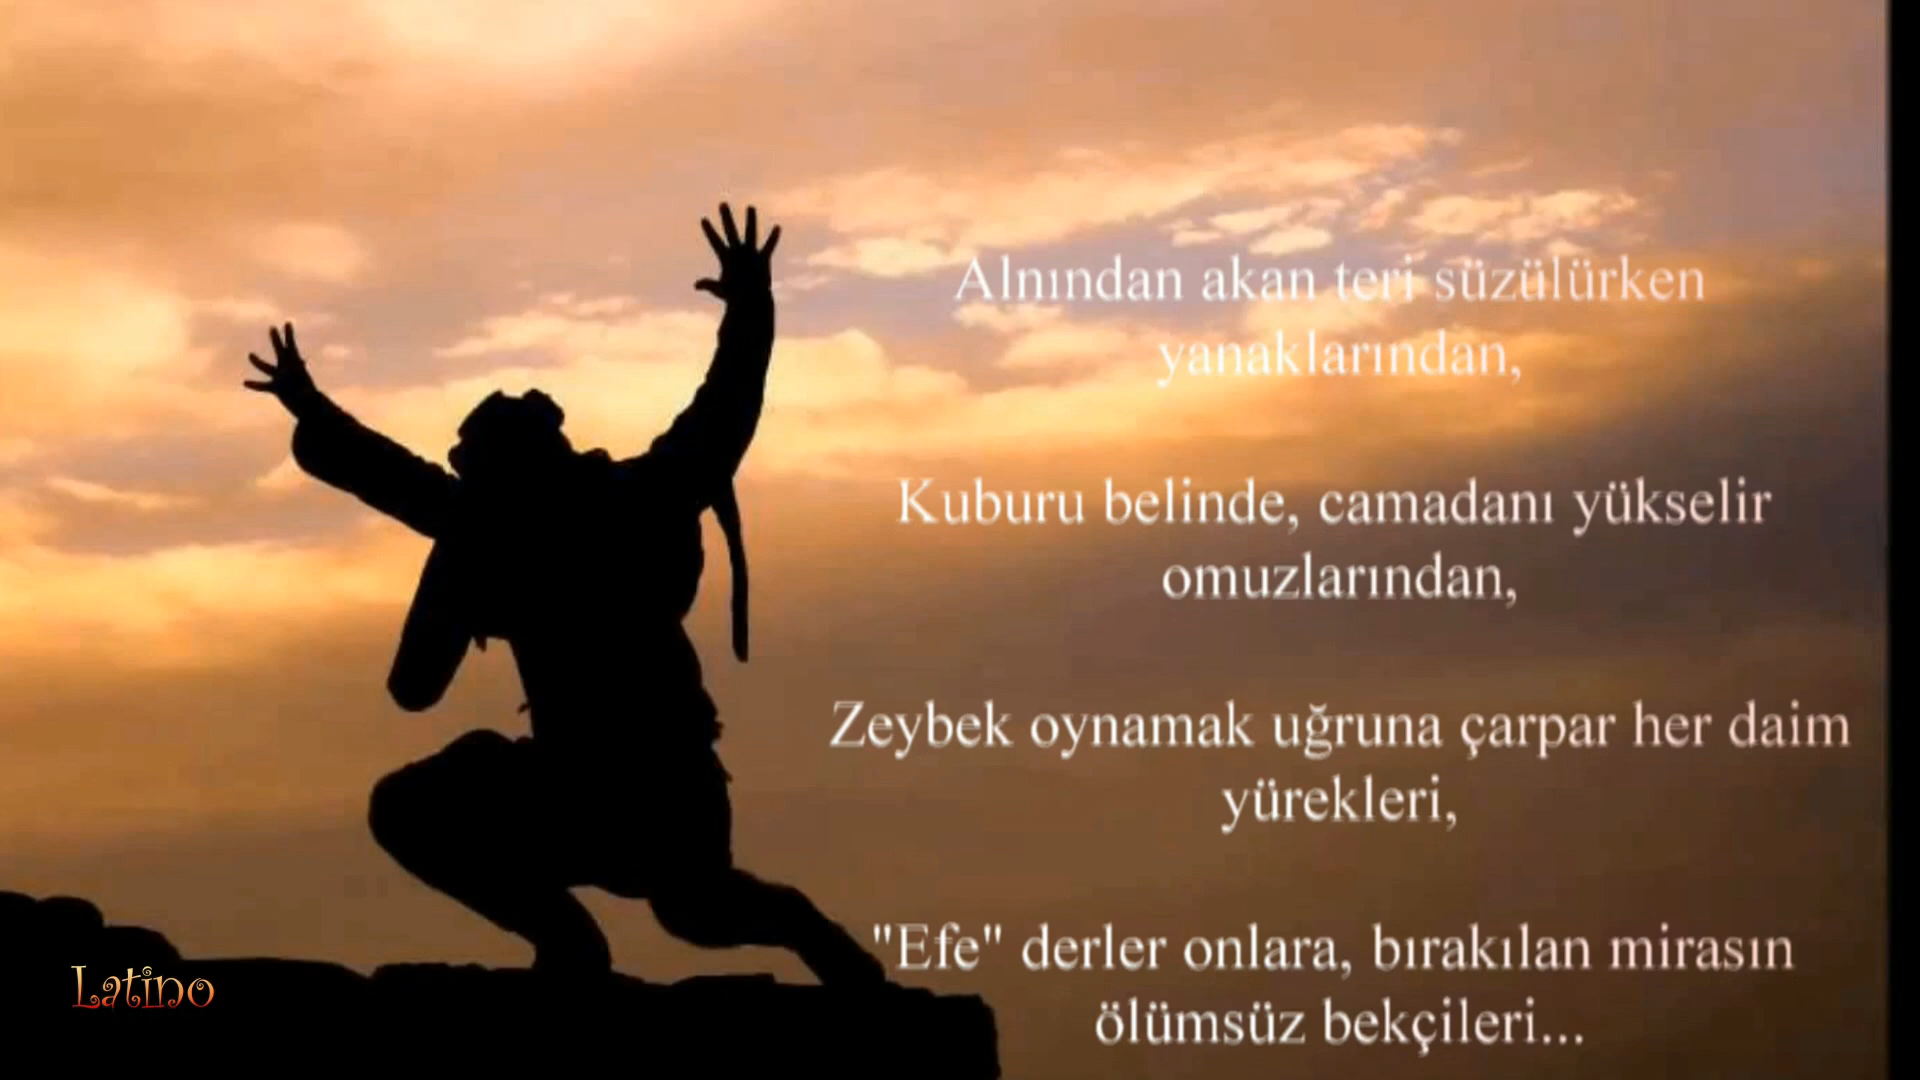 Alnından akan teri süzülürken
yanaklarından,
Kuburu belinde, camadanı yükselir
omuzlarından,
Zeybek oynamak uğruna çarpar her daim
yürekleri,
"Efe" derler onlara, bırakılan mirasın
ölümsüz bekçileri...
Latino